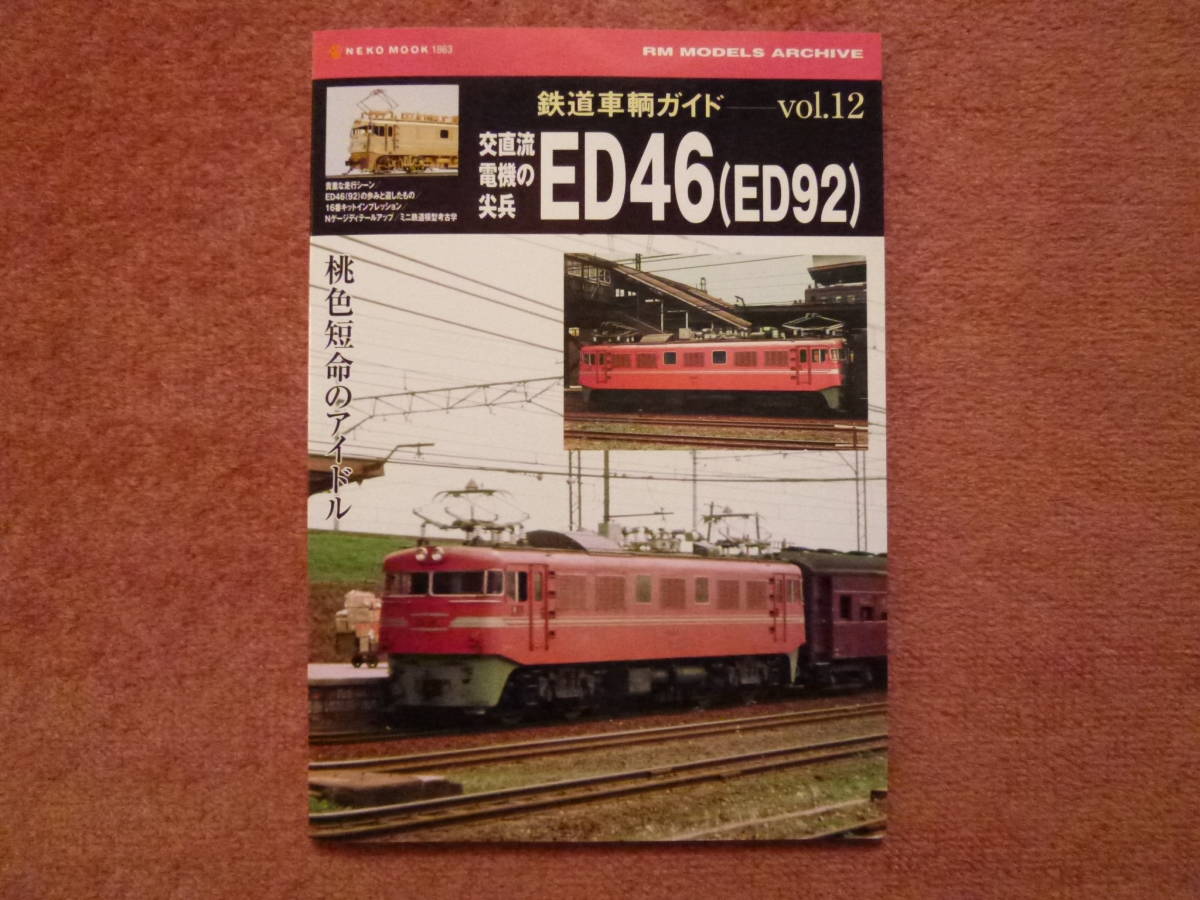 NEKO MOOK 1863
RM MODELS ARCHIVE
鉄道車輌ガイド—vol.12
交直流
電機の
尖兵
ED46(ED92)
貴重な走行シーン/
ED46(92)の歩みと遺したもの/
16番キットインプレッション/
Nゲージディテールアップ/ミニ鉄道模型考古学
桃色短命のアイドル